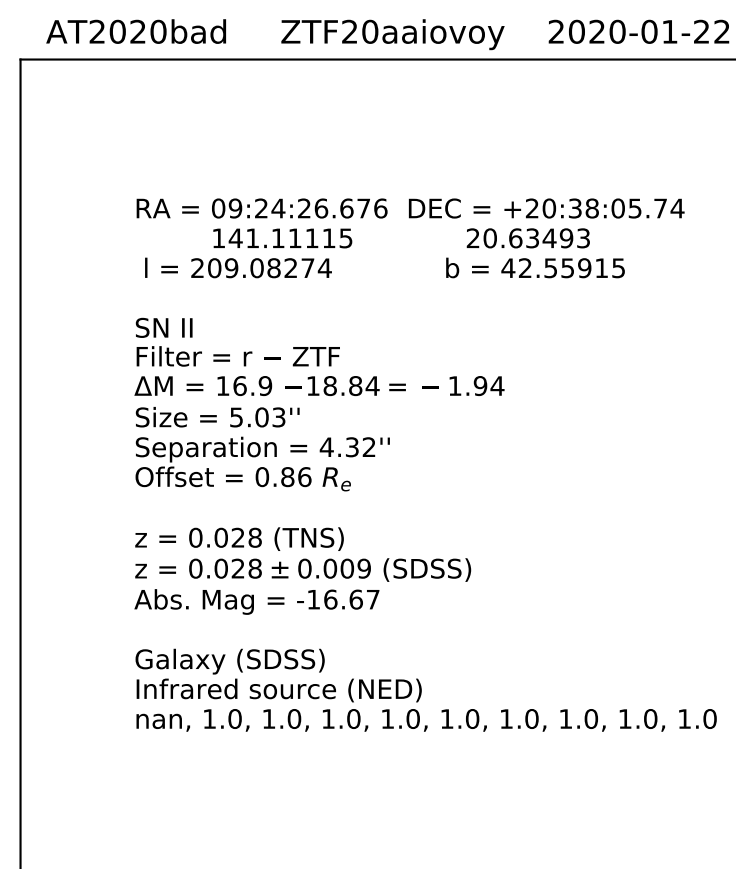 AT2020bad ZTF20aaiovoy 2020-01-22
RA = 09:24:26.676 DEC = +20:38:05.74
141.11115 20.63493
l = 209.08274 b = 42.55915
SN II
Filter = r − ZTF
ΔM = 16.9 −18.84 = − 1.94
Size = 5.03''
Separation = 4.32''
Offset = 0.86 Rₑ
z = 0.028 (TNS)
z = 0.028 ± 0.009 (SDSS)
Abs. Mag = -16.67
Galaxy (SDSS)
Infrared source (NED)
nan, 1.0, 1.0, 1.0, 1.0, 1.0, 1.0, 1.0, 1.0, 1.0